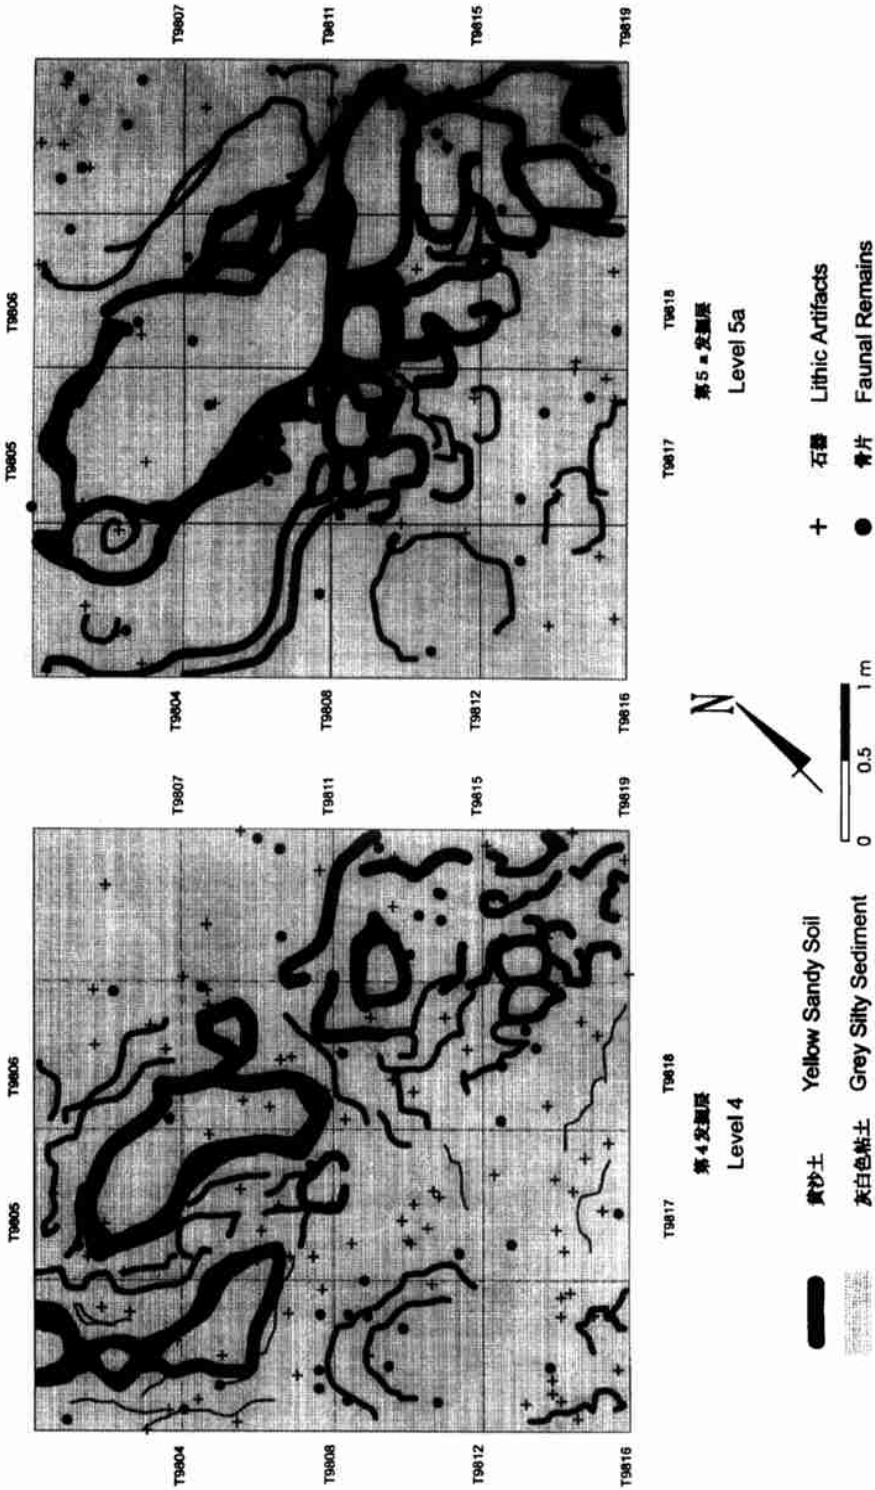 T9807
T9811
T9815
T9819
T9806
T9818
T9805
T9817
T9804
T9808
T9812
T9816
第5a发掘层
Level 5a
T9807
T9811
T9815
T9819
T9806
T9818
T9805
T9817
T9804
T9808
T9812
T9816
第4发掘层
Level 4
N
0 0.5 1 m
黄沙土 Yellow Sandy Soil
灰白色粘土 Grey Silty Sediment
石器 Lithic Artifacts
骨片 Faunal Remains